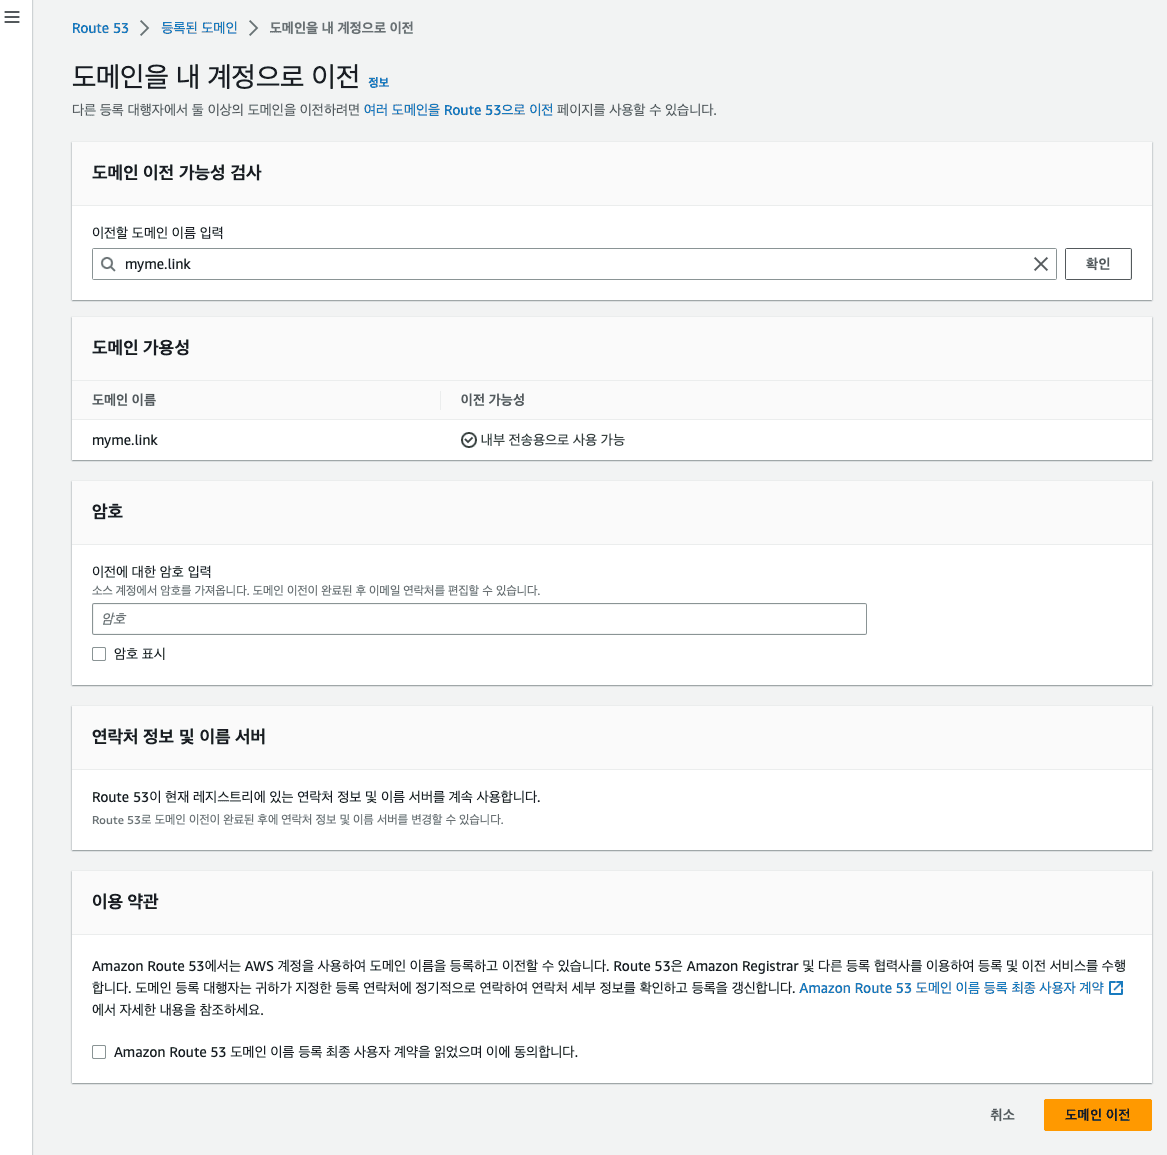 Route 53 > 등록된 도메인 > 도메인을 내 계정으로 이전
도메인을 내 계정으로 이전 정보
다른 등록 대행자에서 둘 이상의 도메인을 이전하려면 여러 도메인을 Route 53으로 이전 페이지를 사용할 수 있습니다.
도메인 이전 가능성 검사
이전할 도메인 이름 입력
myme.link 확인
도메인 가용성
도메인 이름 이전 가능성
myme.link 내부 전송용으로 사용 가능
암호
이전에 대한 암호 입력
소스 계정에서 암호를 가져옵니다. 도메인 이전이 완료된 후 이메일 연락처를 편집할 수 있습니다.
암호
암호 표시
연락처 정보 및 이름 서버
Route 53이 현재 레지스트리에 있는 연락처 정보 및 이름 서버를 계속 사용합니다.
Route 53로 도메인 이전이 완료된 후에 연락처 정보 및 이름 서버를 변경할 수 있습니다.
이용 약관
Amazon Route 53에서는 AWS 계정을 사용하여 도메인 이름을 등록하고 이전할 수 있습니다. Route 53은 Amazon Registrar 및 다른 등록 협력사를 이용하여 등록 및 이전 서비스를 수행
합니다. 도메인 등록 대행자는 귀하가 지정한 등록 연락처에 정기적으로 연락하여 연락처 세부 정보를 확인하고 등록을 갱신합니다. Amazon Route 53 도메인 이름 등록 최종 사용자 계약
에서 자세한 내용을 참조하세요.
Amazon Route 53 도메인 이름 등록 최종 사용자 계약을 읽었으며 이에 동의합니다.
취소 도메인 이전